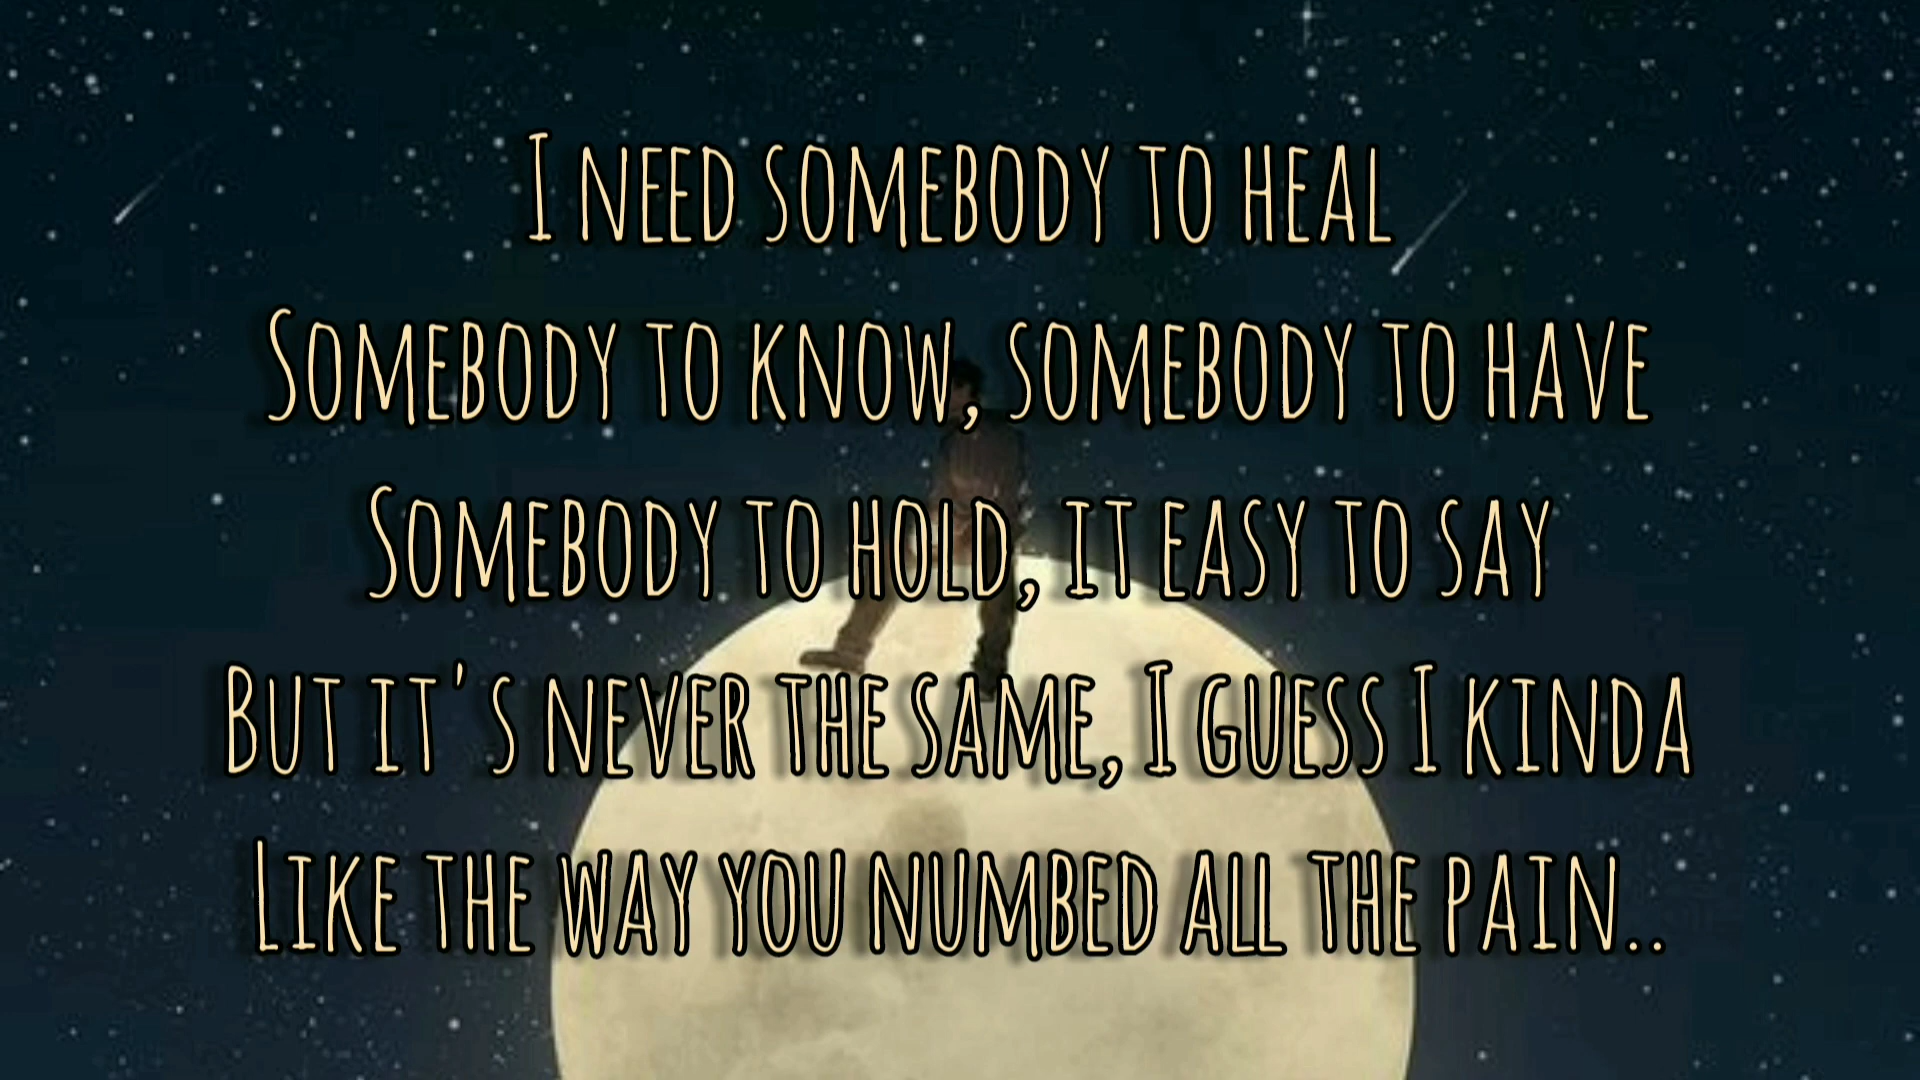 I need somebody to heal
Somebody to know, somebody to have
Somebody to hold, it easy to say
But it's never the same, I guess I kinda
Like the way you numbed all the pain..